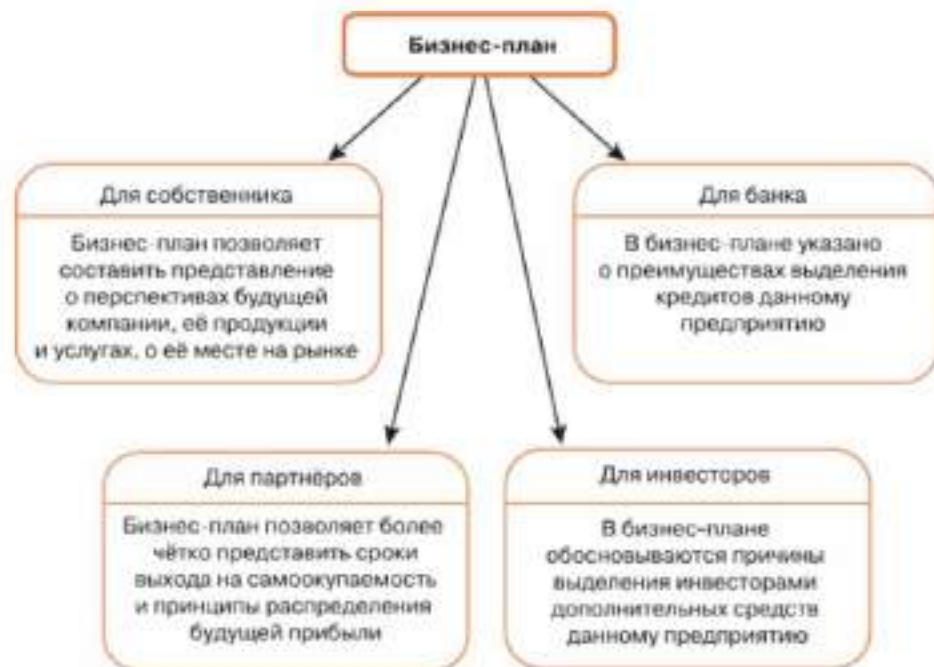 Бизнес-план
Для собственника
Бизнес-план позволяет
составить представление
о перспективах будущей
компании, её продукции
и услугах, о её месте на рынке
Для банка
В бизнес-плане указано
о преимуществах выделения
кредитов данному
предприятию
Для партнёров
Бизнес-план позволяет более
чётко представить сроки
выхода на самоокупаемость
и принципы распределения
будущей прибыли
Для инвесторов
В бизнес-плане
обосновываются причины
выделения инвесторами
дополнительных средств
данному предприятию